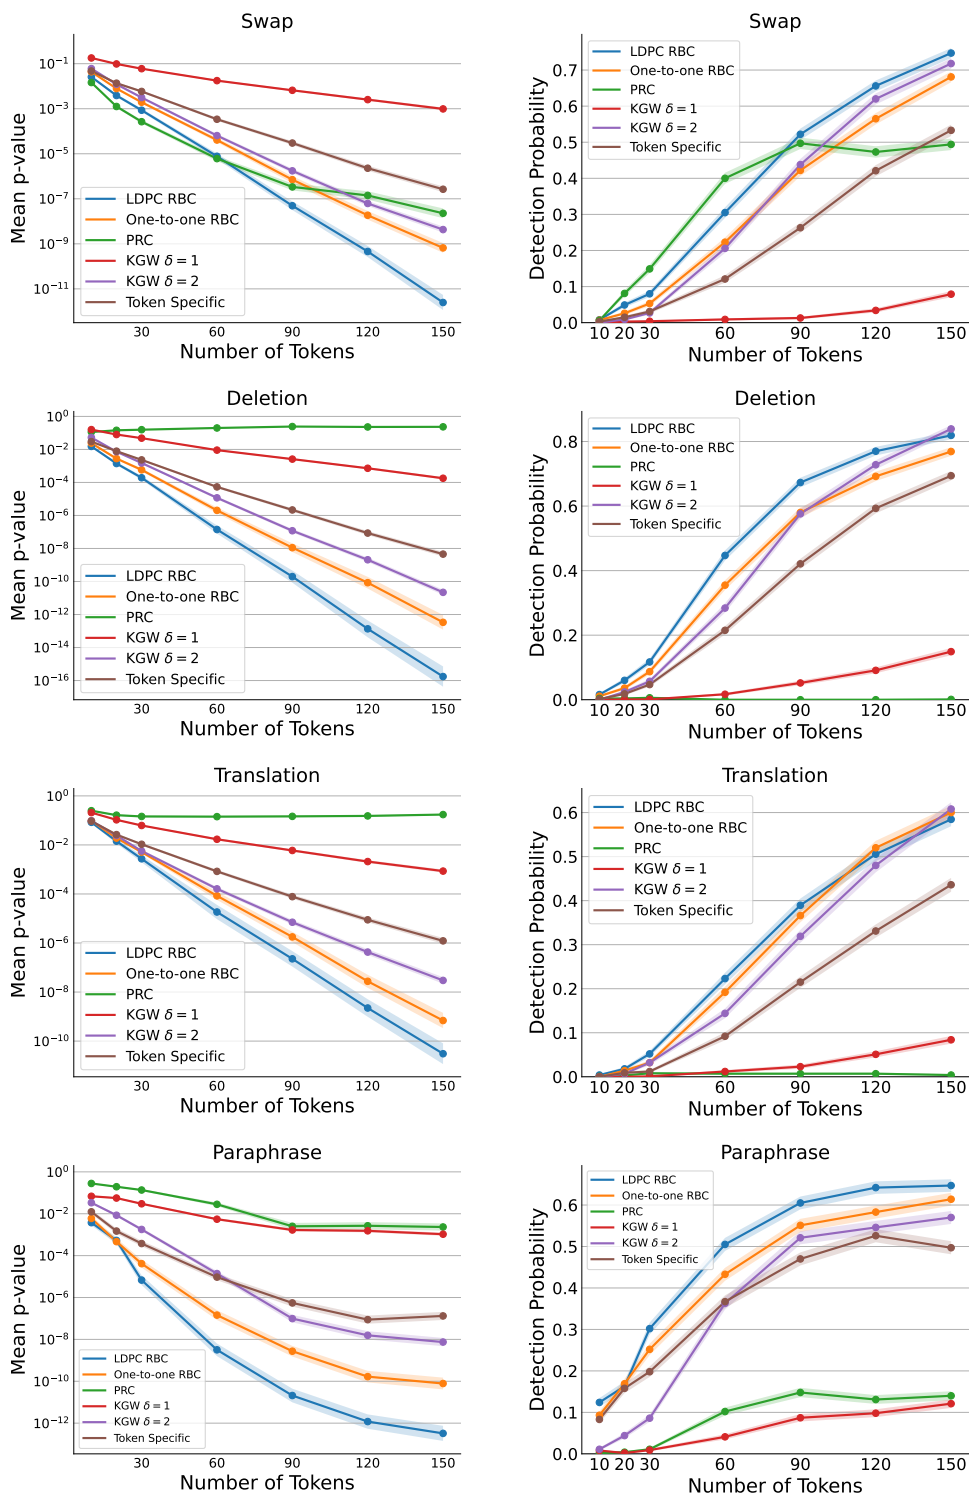 Swap
Mean p-value
10⁻¹
10⁻³
10⁻⁵
10⁻⁷
10⁻⁹
10⁻¹¹
LDPC RBC
One-to-one RBC
PRC
KGW δ = 1
KGW δ = 2
Token Specific
30 60 90 120 150
Number of Tokens
Swap
Detection Probability
0.7
0.6
0.5
0.4
0.3
0.2
0.1
0.0
LDPC RBC
One-to-one RBC
PRC
KGW δ = 1
KGW δ = 2
Token Specific
10 20 30 60 90 120 150
Number of Tokens
Deletion
Mean p-value
10⁰
10⁻²
10⁻⁴
10⁻⁶
10⁻⁸
10⁻¹⁰
10⁻¹²
10⁻¹⁴
10⁻¹⁶
LDPC RBC
One-to-one RBC
PRC
KGW δ = 1
KGW δ = 2
Token Specific
30 60 90 120 150
Number of Tokens
Deletion
Detection Probability
0.8
0.6
0.4
0.2
0.0
LDPC RBC
One-to-one RBC
PRC
KGW δ = 1
KGW δ = 2
Token Specific
10 20 30 60 90 120 150
Number of Tokens
Translation
Mean p-value
10⁰
10⁻²
10⁻⁴
10⁻⁶
10⁻⁸
10⁻¹⁰
LDPC RBC
One-to-one RBC
PRC
KGW δ = 1
KGW δ = 2
Token Specific
30 60 90 120 150
Number of Tokens
Translation
Detection Probability
0.6
0.5
0.4
0.3
0.2
0.1
0.0
LDPC RBC
One-to-one RBC
PRC
KGW δ = 1
KGW δ = 2
Token Specific
10 20 30 60 90 120 150
Number of Tokens
Paraphrase
Mean p-value
10⁰
10⁻²
10⁻⁴
10⁻⁶
10⁻⁸
10⁻¹⁰
10⁻¹²
LDPC RBC
One-to-one RBC
PRC
KGW δ = 1
KGW δ = 2
Token Specific
30 60 90 120 150
Number of Tokens
Paraphrase
Detection Probability
0.6
0.5
0.4
0.3
0.2
0.1
0.0
LDPC RBC
One-to-one RBC
PRC
KGW δ = 1
KGW δ = 2
Token Specific
10 20 30 60 90 120 150
Number of Tokens